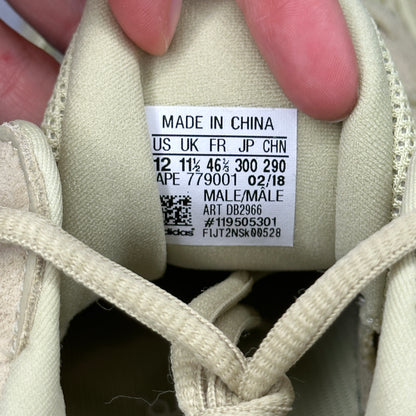 MADE IN CHINA
US UK FR JP CHN
12 11½ 46⅔ 300 290
APE 779001 02/18
MALE/MÂLE
ART DB2966
#119505301
adidas FIJT2NSk00528